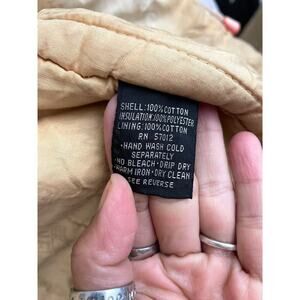 SHELL: 100% COTTON
INSULATION: 100% POLYESTER
LINING: 100% COTTON
RN 57012
• HAND WASH COLD
SEPARATELY
• NO BLEACH • DRIP DRY
• WARM IRON • DRY CLEAN
SEE REVERSE